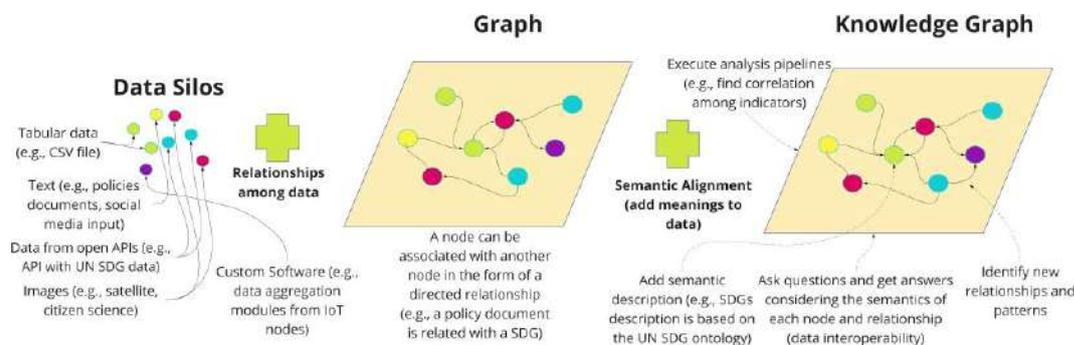 Graph
Knowledge Graph
Data Silos
Tabular data
(e.g., CSV file)
Text (e.g., policies
documents, social
media input)
Data from open APIs (e.g.,
API with UN SDG data)
Images (e.g., satellite,
citizen science)
Relationships
among data
Custom Software (e.g.,
data aggregation
modules from IoT
nodes)
A node can be
associated with another
node in the form of a
directed relationship
(e.g., a policy document
is related with a SDG)
Semantic Alignment
(add meanings to
data)
Execute analysis pipelines
(e.g., find correlation
among indicators)
Add semantic
description (e.g., SDGs
description is based on
the UN SDG ontology)
Ask questions and get answers
considering the semantics of
each node and relationship
(data interoperability)
Identify new
relationships and
patterns